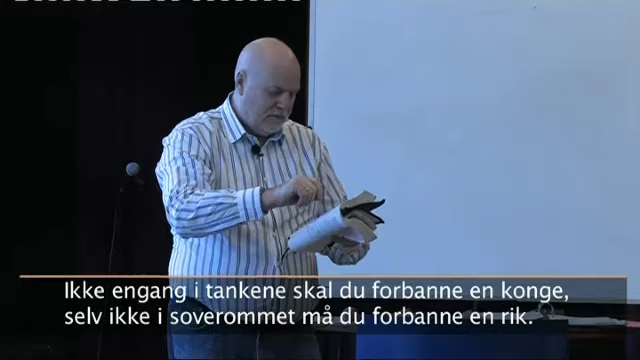 Ikke engang i tankene skal du forbanne en konge,
selv ikke i soverommet må du forbanne en rik.